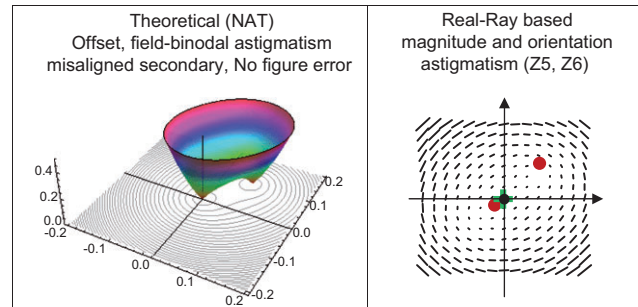 Theoretical (NAT)
Offset, field-binodal astigmatism
misaligned secondary, No figure error
0.4
0.2
0.0
-0.2
-0.1
0.0
0.1
0.2
0.2
0.1
0.0
-0.1
-0.2
Real-Ray based
magnitude and orientation
astigmatism (Z5, Z6)